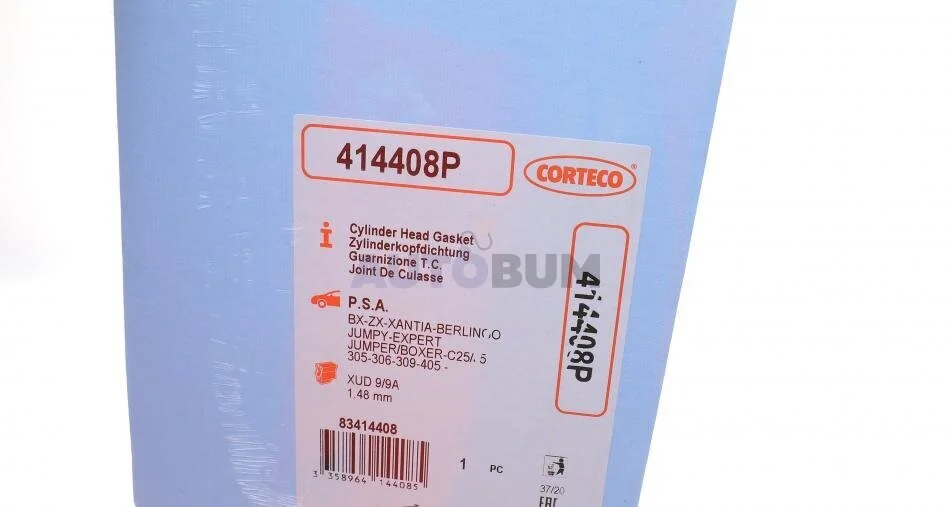 414408P
CORTECO
®
Cylinder Head Gasket
Zylinderkopfdichtung
Guarnizione T.C.
Joint De Culasse
AUTOBUM
414408P
P.S.A.
BX-ZX-XANTIA-BERLINGO
JUMPY-EXPERT
JUMPER/BOXER-C25/J5
305-306-309-405 -
XUD 9/9A
1.48 mm
83414408
3 358964 144085
1 PC
37/20
EAC